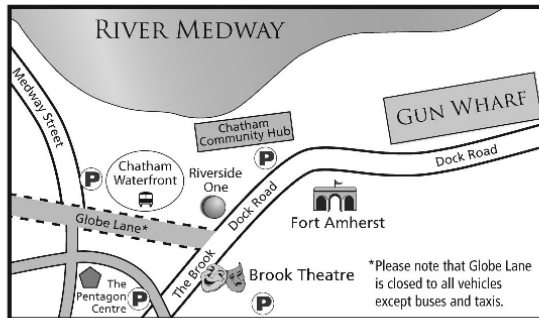 RIVER MEDWAY
Medway Street
Chatham
Community Hub
GUN WHARF
P
P
Chatham
Waterfront
Riverside
One
Dock Road
Dock Road
Fort Amherst
Globe Lane*
The Brook
Brook Theatre
The
Pentagon
Centre
P
P
*Please note that Globe Lane
is closed to all vehicles
except buses and taxis.